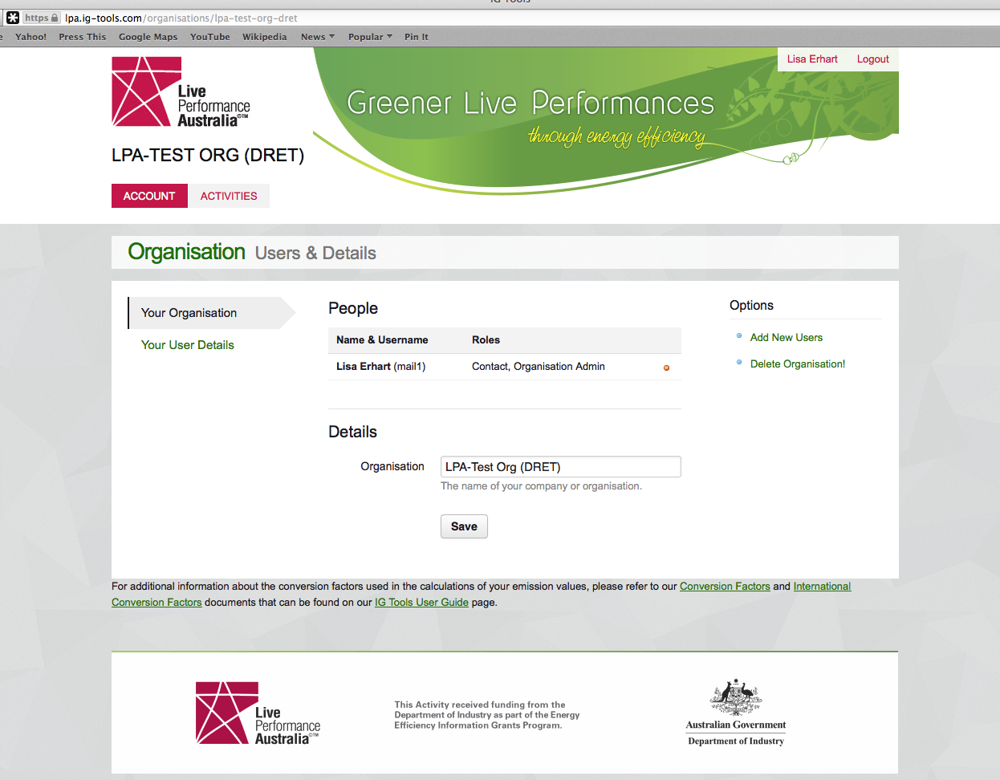 IG Tools
https lpa.ig-tools.com/organisations/lpa-test-org-dret
Yahoo! Press This Google Maps YouTube Wikipedia News Popular Pin It
Lisa Erhart Logout
Live
Performance
Australia©™
Greener Live Performances
through energy efficiency
LPA-TEST ORG (DRET)
ACCOUNT ACTIVITIES
Organisation Users & Details
Your Organisation
Your User Details
People
Name & Username Roles
Lisa Erhart (mail1) Contact, Organisation Admin
Options
Add New Users
Delete Organisation!
Details
Organisation LPA-Test Org (DRET)
The name of your company or organisation.
Save
For additional information about the conversion factors used in the calculations of your emission values, please refer to our Conversion Factors and International
Conversion Factors documents that can be found on our IG Tools User Guide page.
Live
Performance
Australia©™
This Activity received funding from the
Department of Industry as part of the Energy
Efficiency Information Grants Program.
Australian Government
Department of Industry